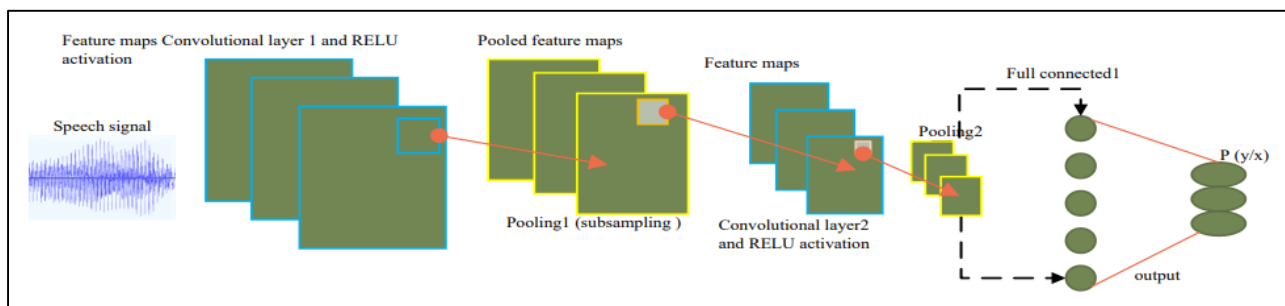 Feature maps Convolutional layer 1 and RELU
activation
Speech signal
Pooled feature maps
Pooling1 (subsampling )
Feature maps
Convolutional layer2
and RELU activation
Pooling2
Full connected1
P (y/x)
output